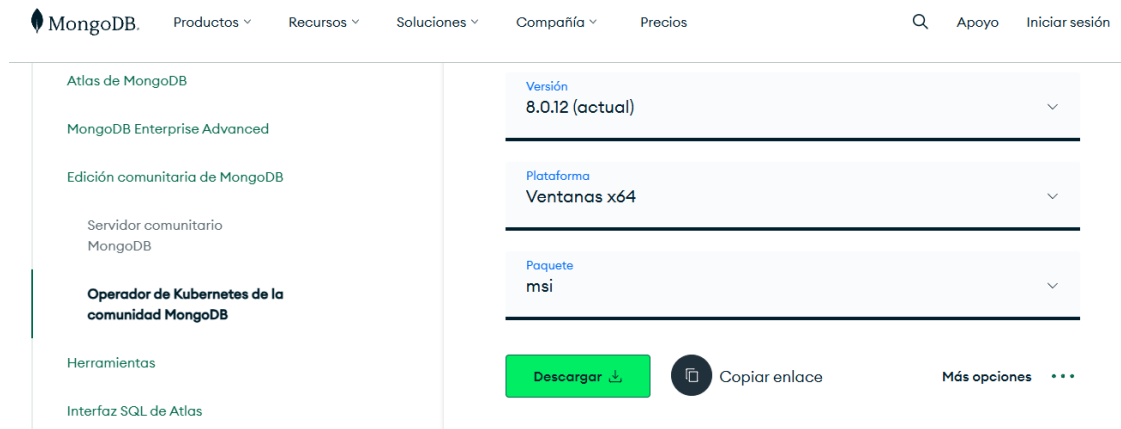 MongoDB. Productos Recursos Soluciones Compañía Precios Apoyo Iniciar sesión
Atlas de MongoDB
MongoDB Enterprise Advanced
Edición comunitaria de MongoDB
Servidor comunitario
MongoDB
Operador de Kubernetes de la
comunidad MongoDB
Herramientas
Interfaz SQL de Atlas
Versión
8.0.12 (actual)
Plataforma
Ventanas x64
Paquete
msi
Descargar Copiar enlace Más opciones